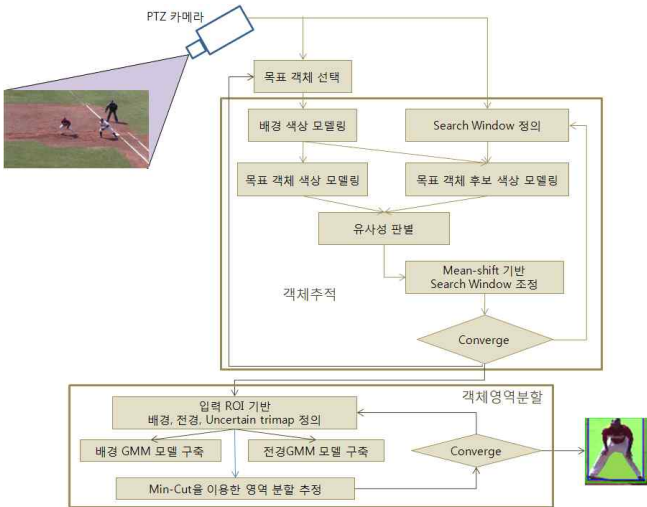 PTZ 카메라
목표 객체 선택
배경 색상 모델링
Search Window 정의
목표 객체 색상 모델링
목표 객체 후보 색상 모델링
유사성 판별
Mean-shift 기반
Search Window 조정
객체추적
Converge
객체영역분할
입력 ROI 기반
배경, 전경, Uncertain trimap 정의
배경 GMM 모델 구축
전경GMM 모델 구축
Converge
Min-Cut을 이용한 영역 분할 추정